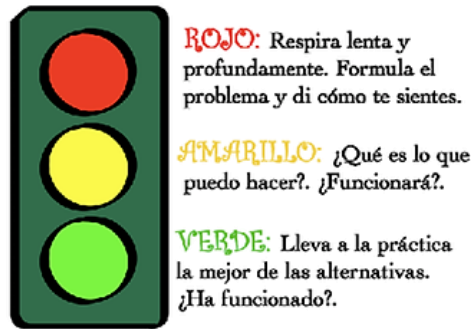 ROJO: Respira lenta y
profundamente. Formula el
problema y di cómo te sientes.
AMARILLO: ¿Qué es lo que
puedo hacer?. ¿Funcionará?.
VERDE: Lleva a la práctica
la mejor de las alternativas.
¿Ha funcionado?.